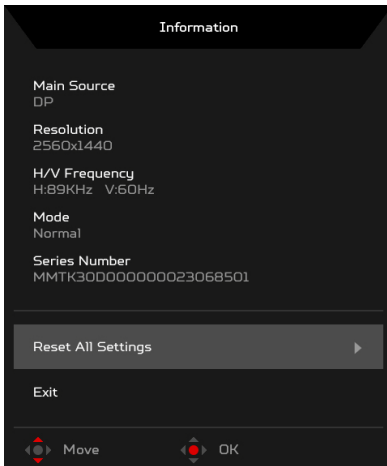 Information
Main Source
DP
Resolution
2560x1440
H/V Frequency
H:89KHz V:60Hz
Mode
Normal
Series Number
MMTK30D000000023068501
Reset All Settings
Exit
Move OK